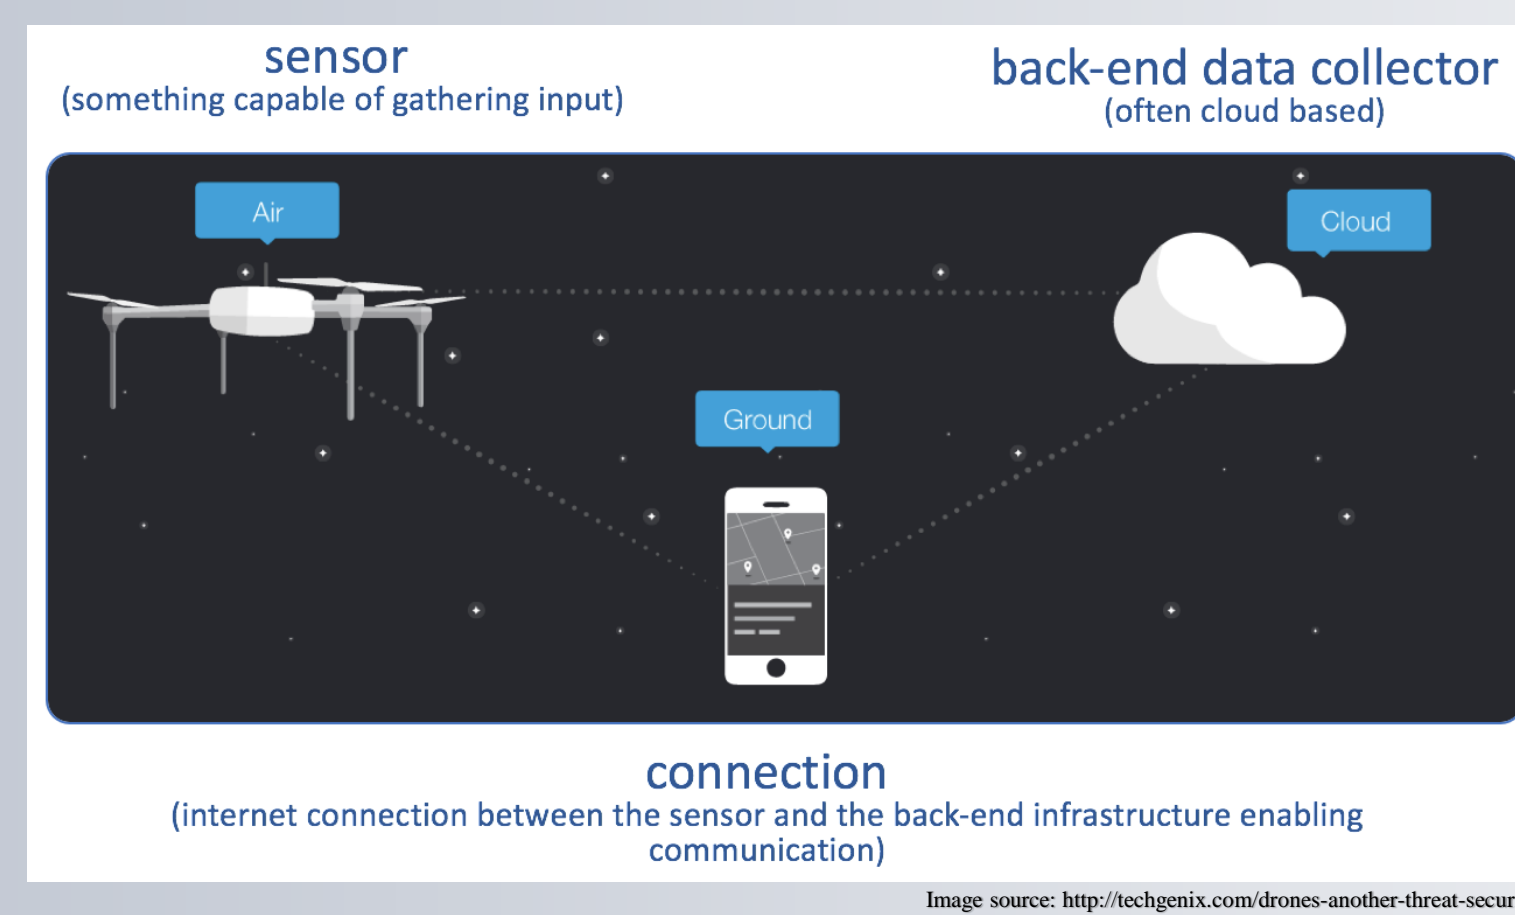 sensor
(something capable of gathering input)
back-end data collector
(often cloud based)
Air
Cloud
Ground
connection
(internet connection between the sensor and the back-end infrastructure enabling
communication)
Image source: http://techgenix.com/drones-another-threat-secur